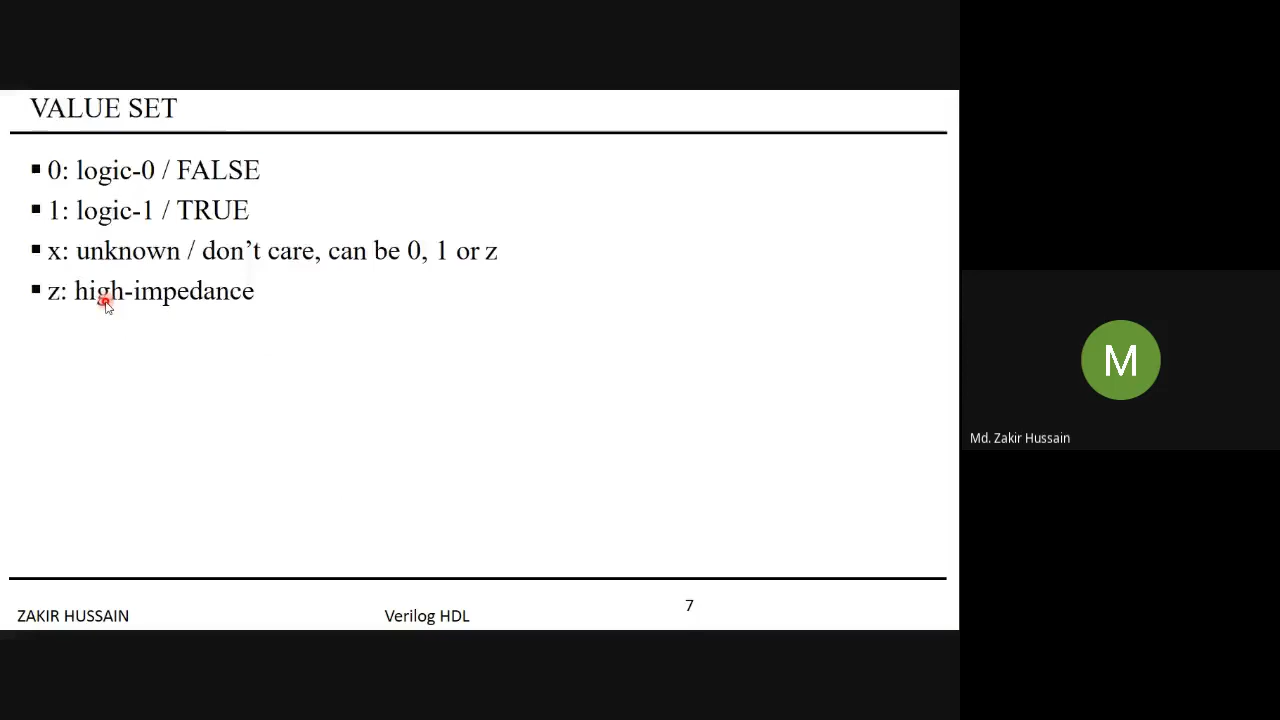 VALUE SET
▪ 0: logic-0 / FALSE
▪ 1: logic-1 / TRUE
▪ x: unknown / don’t care, can be 0, 1 or z
▪ z: high-impedance
ZAKIR HUSSAIN
Verilog HDL
7
M
Md. Zakir Hussain